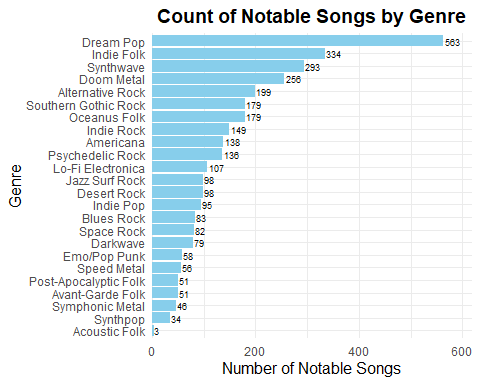 Count of Notable Songs by Genre
Genre
Dream Pop 563
Indie Folk 334
Synthwave 293
Doom Metal 256
Alternative Rock 199
Southern Gothic Rock 179
Oceanus Folk 179
Indie Rock 149
Americana 138
Psychedelic Rock 136
Lo-Fi Electronica 107
Jazz Surf Rock 98
Desert Rock 98
Indie Pop 95
Blues Rock 83
Space Rock 82
Darkwave 79
Emo/Pop Punk 58
Speed Metal 56
Post-Apocalyptic Folk 51
Avant-Garde Folk 51
Symphonic Metal 46
Synthpop 34
Acoustic Folk 3
0 200 400 600
Number of Notable Songs